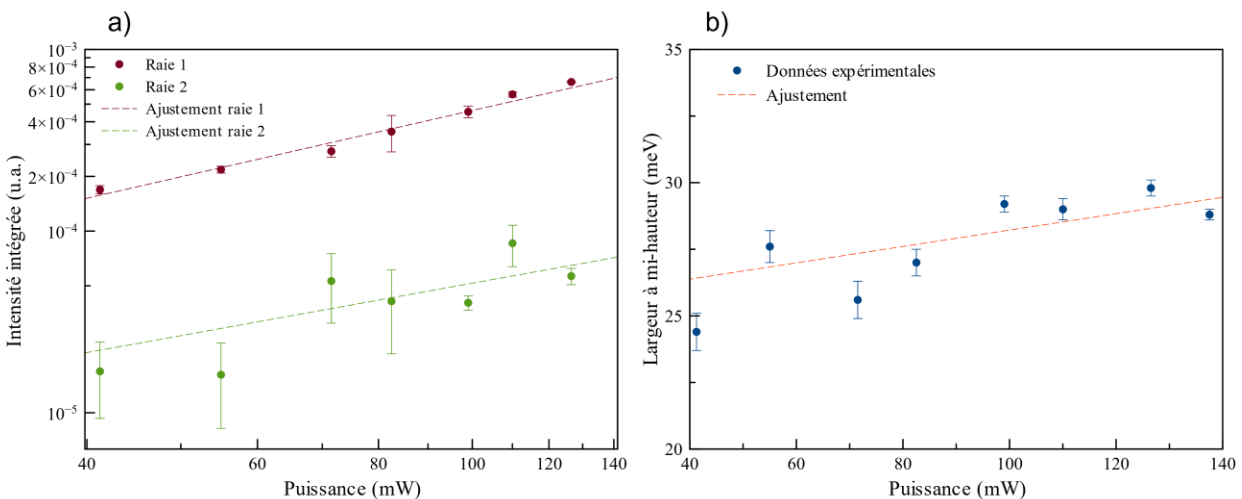 a)
10⁻³
8×10⁻⁴
6×10⁻⁴
4×10⁻⁴
2×10⁻⁴
10⁻⁴
10⁻⁵
Intensité intégrée (u.a.)
Raie 1
Raie 2
Ajustement raie 1
Ajustement raie 2
40 60 80 100 120 140
Puissance (mW)
b)
35
30
25
20
Largeur à mi-hauteur (meV)
Données expérimentales
Ajustement
40 60 80 100 120 140
Puissance (mW)